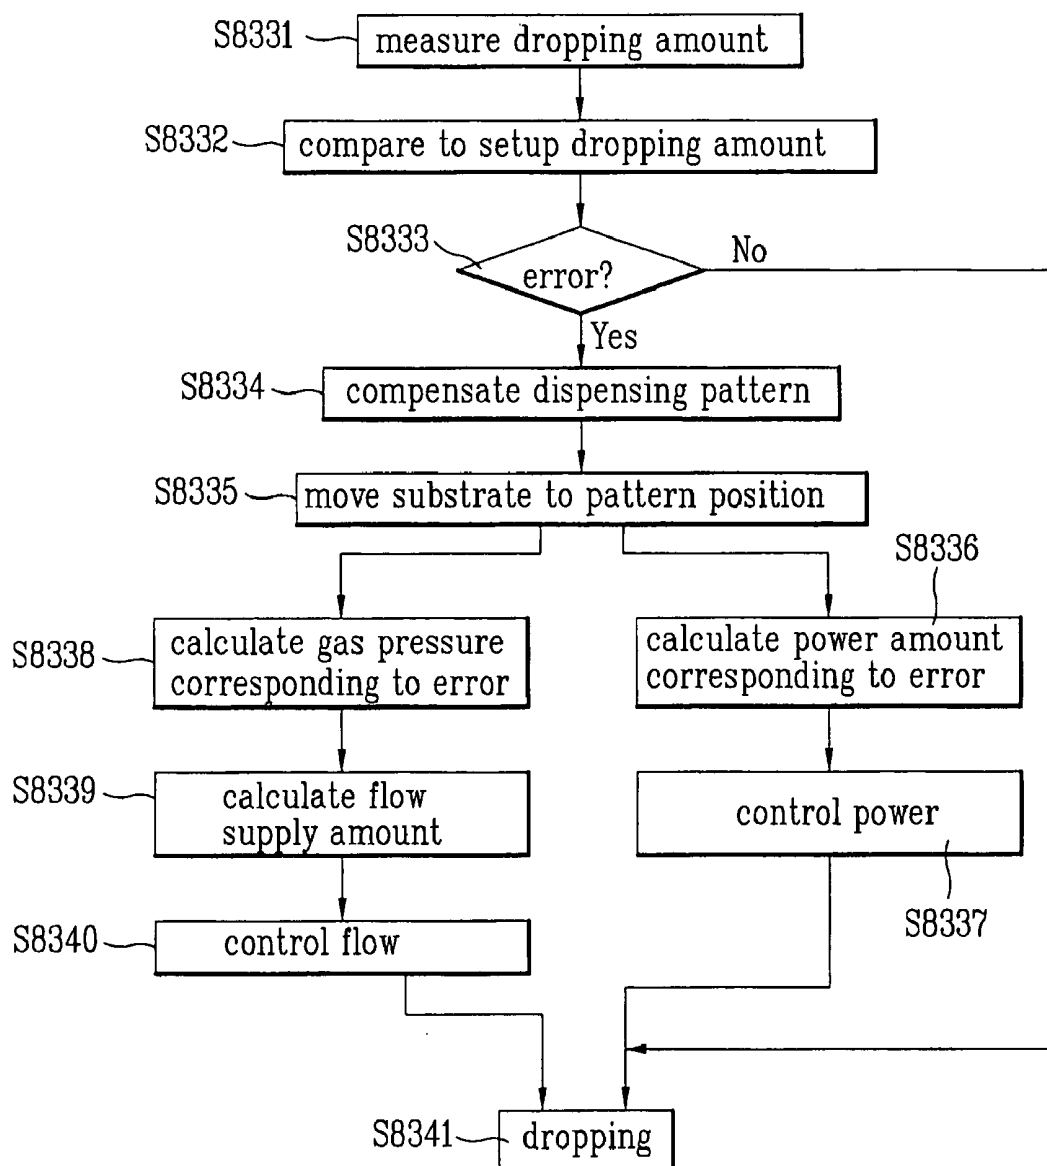 S8331
measure dropping amount
S8332
compare to setup dropping amount
S8333
error?
No
Yes
S8334
compensate dispensing pattern
S8335
move substrate to pattern position
S8336
S8338
calculate gas pressure
corresponding to error
calculate power amount
corresponding to error
S8339
calculate flow
supply amount
control power
S8337
S8340
control flow
S8341
dropping